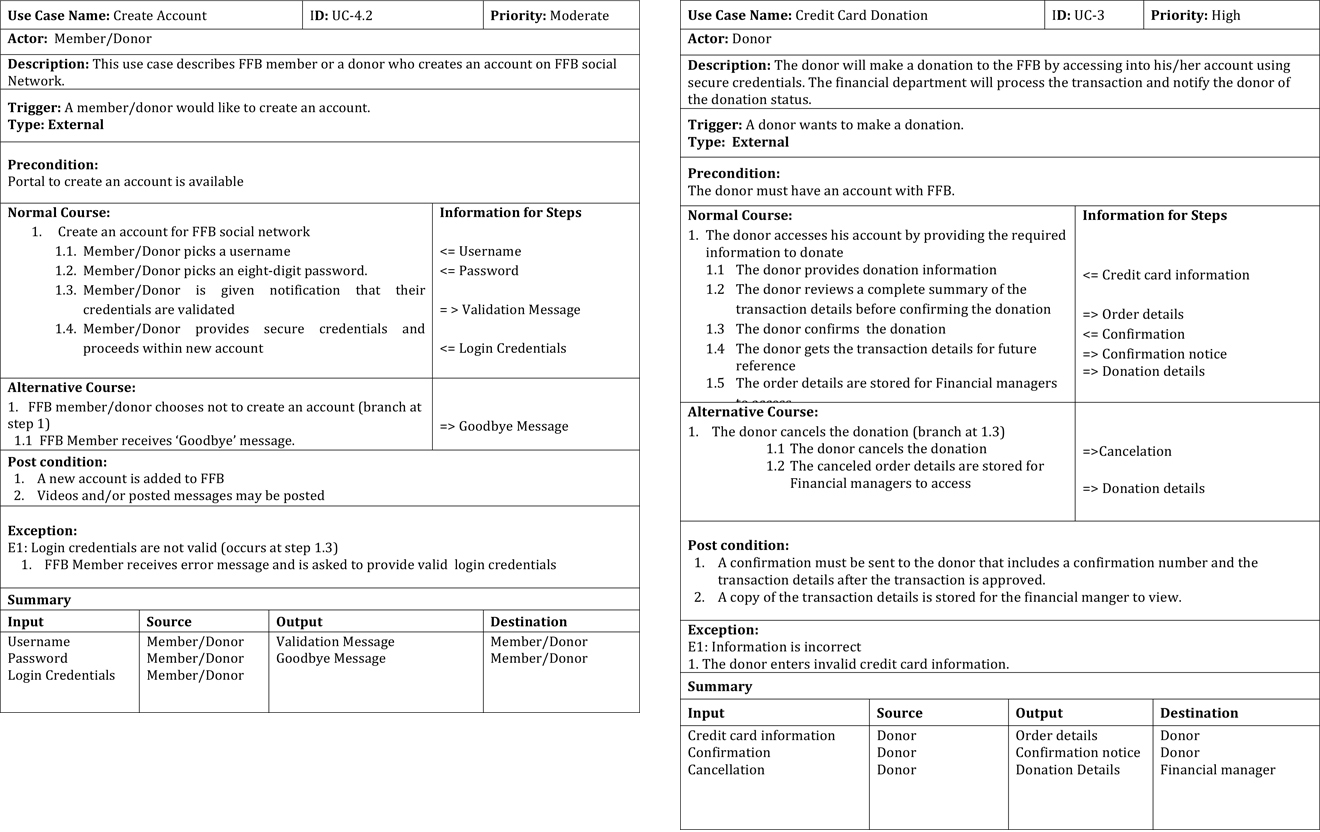 Use Case Name: Create Account
ID: UC-4.2
Priority: Moderate
Actor: Member/Donor
Description: This use case describes FFB member or a donor who creates an account on FFB social
Network.
Trigger: A member/donor would like to create an account.
Type: External
Precondition:
Portal to create an account is available
Normal Course:
1. Create an account for FFB social network
1.1. Member/Donor picks a username
1.2. Member/Donor picks an eight-digit password.
1.3. Member/Donor is given notification that their
credentials are validated
1.4. Member/Donor provides secure credentials and
proceeds within new account
Information for Steps
<= Username
<= Password
= > Validation Message
<= Login Credentials
Alternative Course:
1. FFB member/donor chooses not to create an account (branch at
step 1)
1.1 FFB Member receives ‘Goodbye’ message.
=> Goodbye Message
Post condition:
1. A new account is added to FFB
2. Videos and/or posted messages may be posted
Exception:
E1: Login credentials are not valid (occurs at step 1.3)
1. FFB Member receives error message and is asked to provide valid login credentials
Summary
Input Source Output Destination
Username Member/Donor Validation Message Member/Donor
Password Member/Donor Goodbye Message Member/Donor
Login Credentials Member/Donor
Use Case Name: Credit Card Donation
ID: UC-3
Priority: High
Actor: Donor
Description: The donor will make a donation to the FFB by accessing into his/her account using
secure credentials. The financial department will process the transaction and notify the donor of
the donation status.
Trigger: A donor wants to make a donation.
Type: External
Precondition:
The donor must have an account with FFB.
Normal Course:
1. The donor accesses his account by providing the required
information to donate
1.1 The donor provides donation information
1.2 The donor reviews a complete summary of the
transaction details before confirming the donation
1.3 The donor confirms the donation
1.4 The donor gets the transaction details for future
reference
1.5 The order details are stored for Financial managers
Information for Steps
<= Credit card information
=> Order details
<= Confirmation
=> Confirmation notice
=> Donation details
Alternative Course:
1. The donor cancels the donation (branch at 1.3)
1.1 The donor cancels the donation
1.2 The canceled order details are stored for
Financial managers to access
=>Cancelation
=> Donation details
Post condition:
1. A confirmation must be sent to the donor that includes a confirmation number and the
transaction details after the transaction is approved.
2. A copy of the transaction details is stored for the financial manger to view.
Exception:
E1: Information is incorrect
1. The donor enters invalid credit card information.
Summary
Input Source Output Destination
Credit card information Donor Order details Donor
Confirmation Donor Confirmation notice Donor
Cancellation Donor Donation Details Financial manager